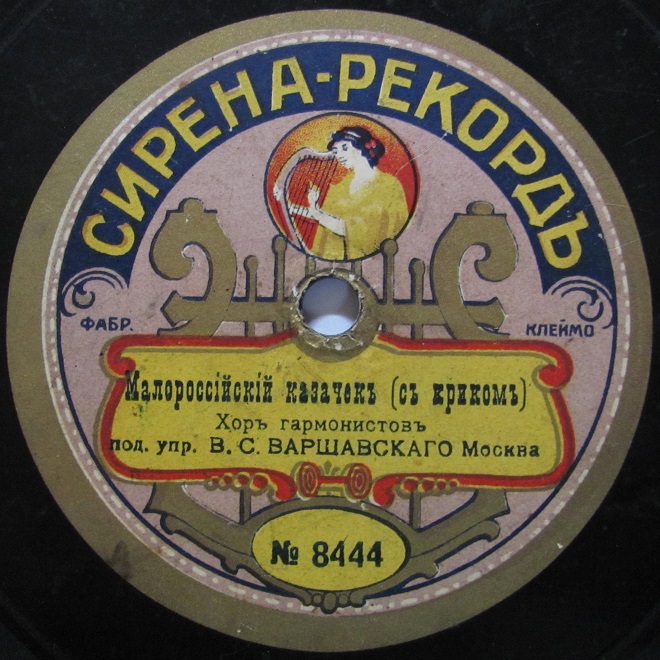 СИРЕНА-РЕКОРДЪ
ФАБР. КЛЕЙМО
Малороссійскій казачекъ (съ крикомъ)
Хоръ гармонистовъ
под. упр. В. С. ВАРШАВСКАГО Москва
№ 8444